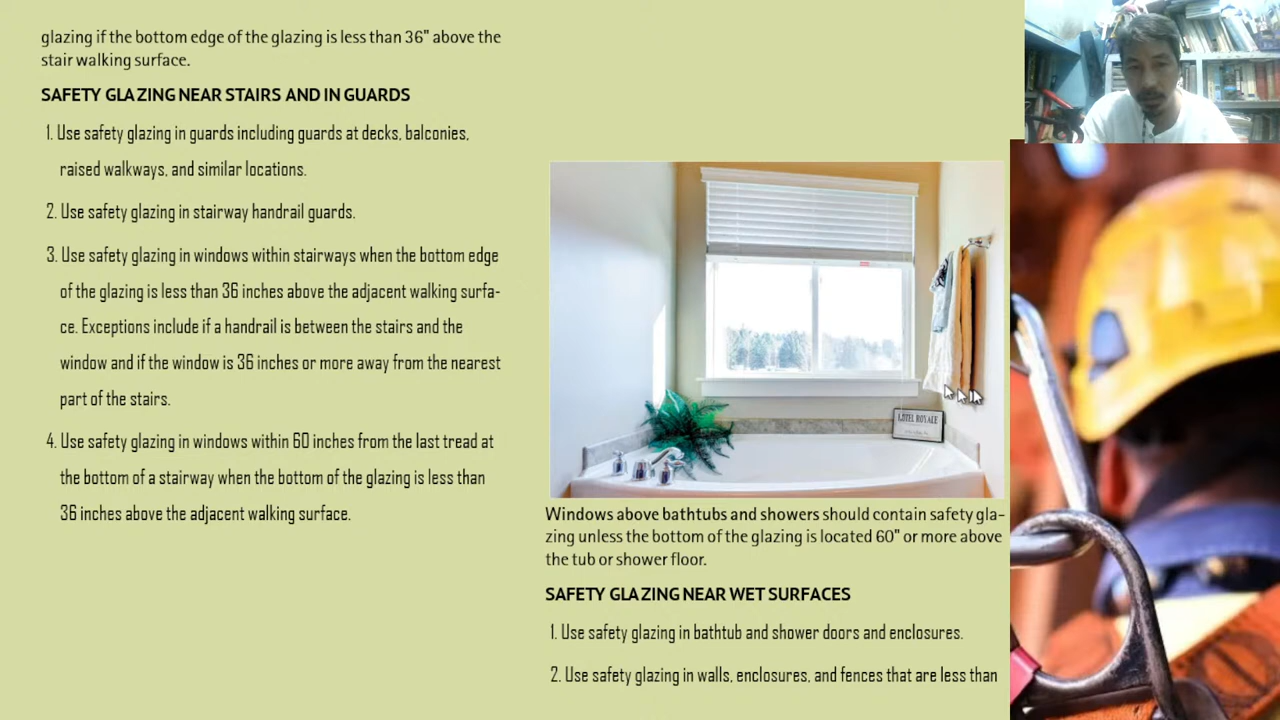 glazing if the bottom edge of the glazing is less than 36" above the
stair walking surface.
SAFETY GLAZING NEAR STAIRS AND IN GUARDS
1. Use safety glazing in guards including guards at decks, balconies,
raised walkways, and similar locations.
2. Use safety glazing in stairway handrail guards.
3. Use safety glazing in windows within stairways when the bottom edge
of the glazing is less than 36 inches above the adjacent walking surfa-
ce. Exceptions include if a handrail is between the stairs and the
window and if the window is 36 inches or more away from the nearest
part of the stairs.
4. Use safety glazing in windows within 60 inches from the last tread at
the bottom of a stairway when the bottom of the glazing is less than
36 inches above the adjacent walking surface.
HOTEL ROYALE
Windows above bathtubs and showers should contain safety gla-
zing unless the bottom of the glazing is located 60" or more above
the tub or shower floor.
SAFETY GLAZING NEAR WET SURFACES
1. Use safety glazing in bathtub and shower doors and enclosures.
2. Use safety glazing in walls, enclosures, and fences that are less than